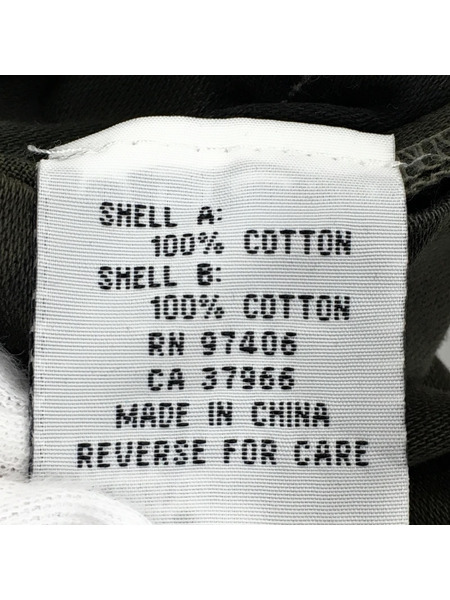 SHELL A:
100% COTTON
SHELL B:
100% COTTON
RN 97406
CA 37966
MADE IN CHINA
REVERSE FOR CARE